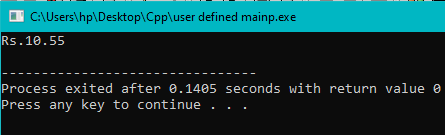 C:\Users\hp\Desktop\Cpp\user defined mainp.exe
Rs.10.55
--------------------------------
Process exited after 0.1405 seconds with return value 0
Press any key to continue . . .